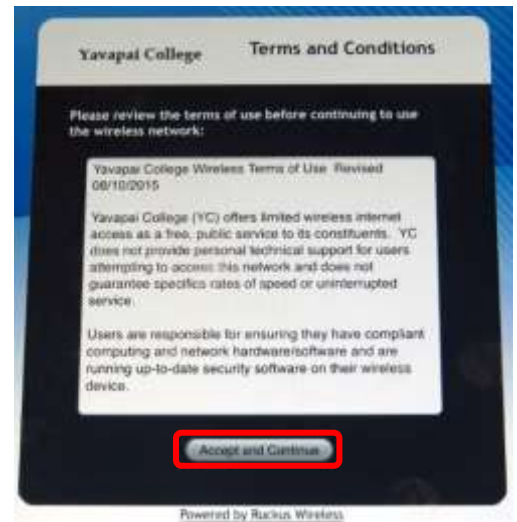 Yavapai College
Terms and Conditions
Please review the terms of use before continuing to use
the wireless network:
Yavapai College Wireless Terms of Use Revised
08/10/2015
Yavapai College (YC) offers limited wireless internet
access as a free, public service to its constituents. YC
does not provide personal technical support for users
attempting to access this network and does not
guarantee specifics rates of speed or uninterrupted
service.
Users are responsible for ensuring they have compliant
computing and network hardware/software and are
running up-to-date security software on their wireless
device.
Accept and Continue
Powered by Ruckus Wireless